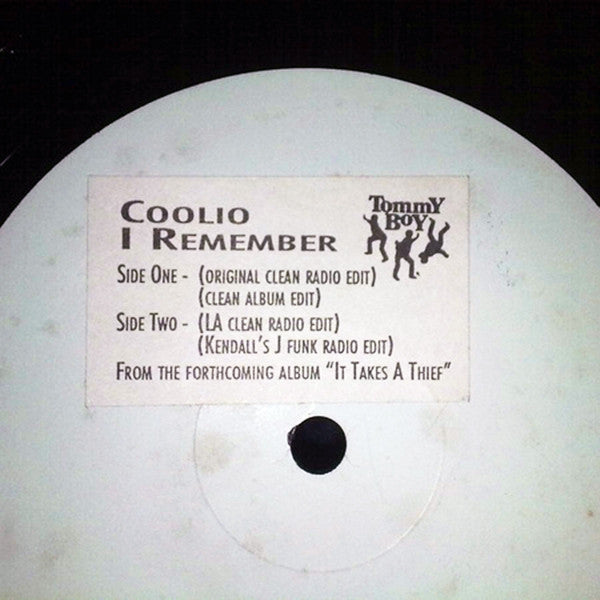 COOLIO
I REMEMBER
TOMMY BOY
SIDE ONE - (ORIGINAL CLEAN RADIO EDIT)
(CLEAN ALBUM EDIT)
SIDE TWO - (LA CLEAN RADIO EDIT)
(KENDALL'S J FUNK RADIO EDIT)
FROM THE FORTHCOMING ALBUM "IT TAKES A THIEF"